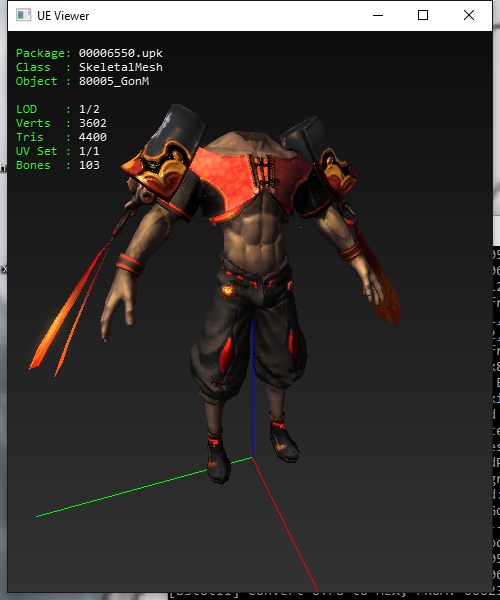 UE Viewer
Package: 00006550.upk
Class : SkeletalMesh
Object : 80005_GonM
LOD : 1/2
Verts : 3602
Tris : 4400
UV Set : 1/1
Bones : 103